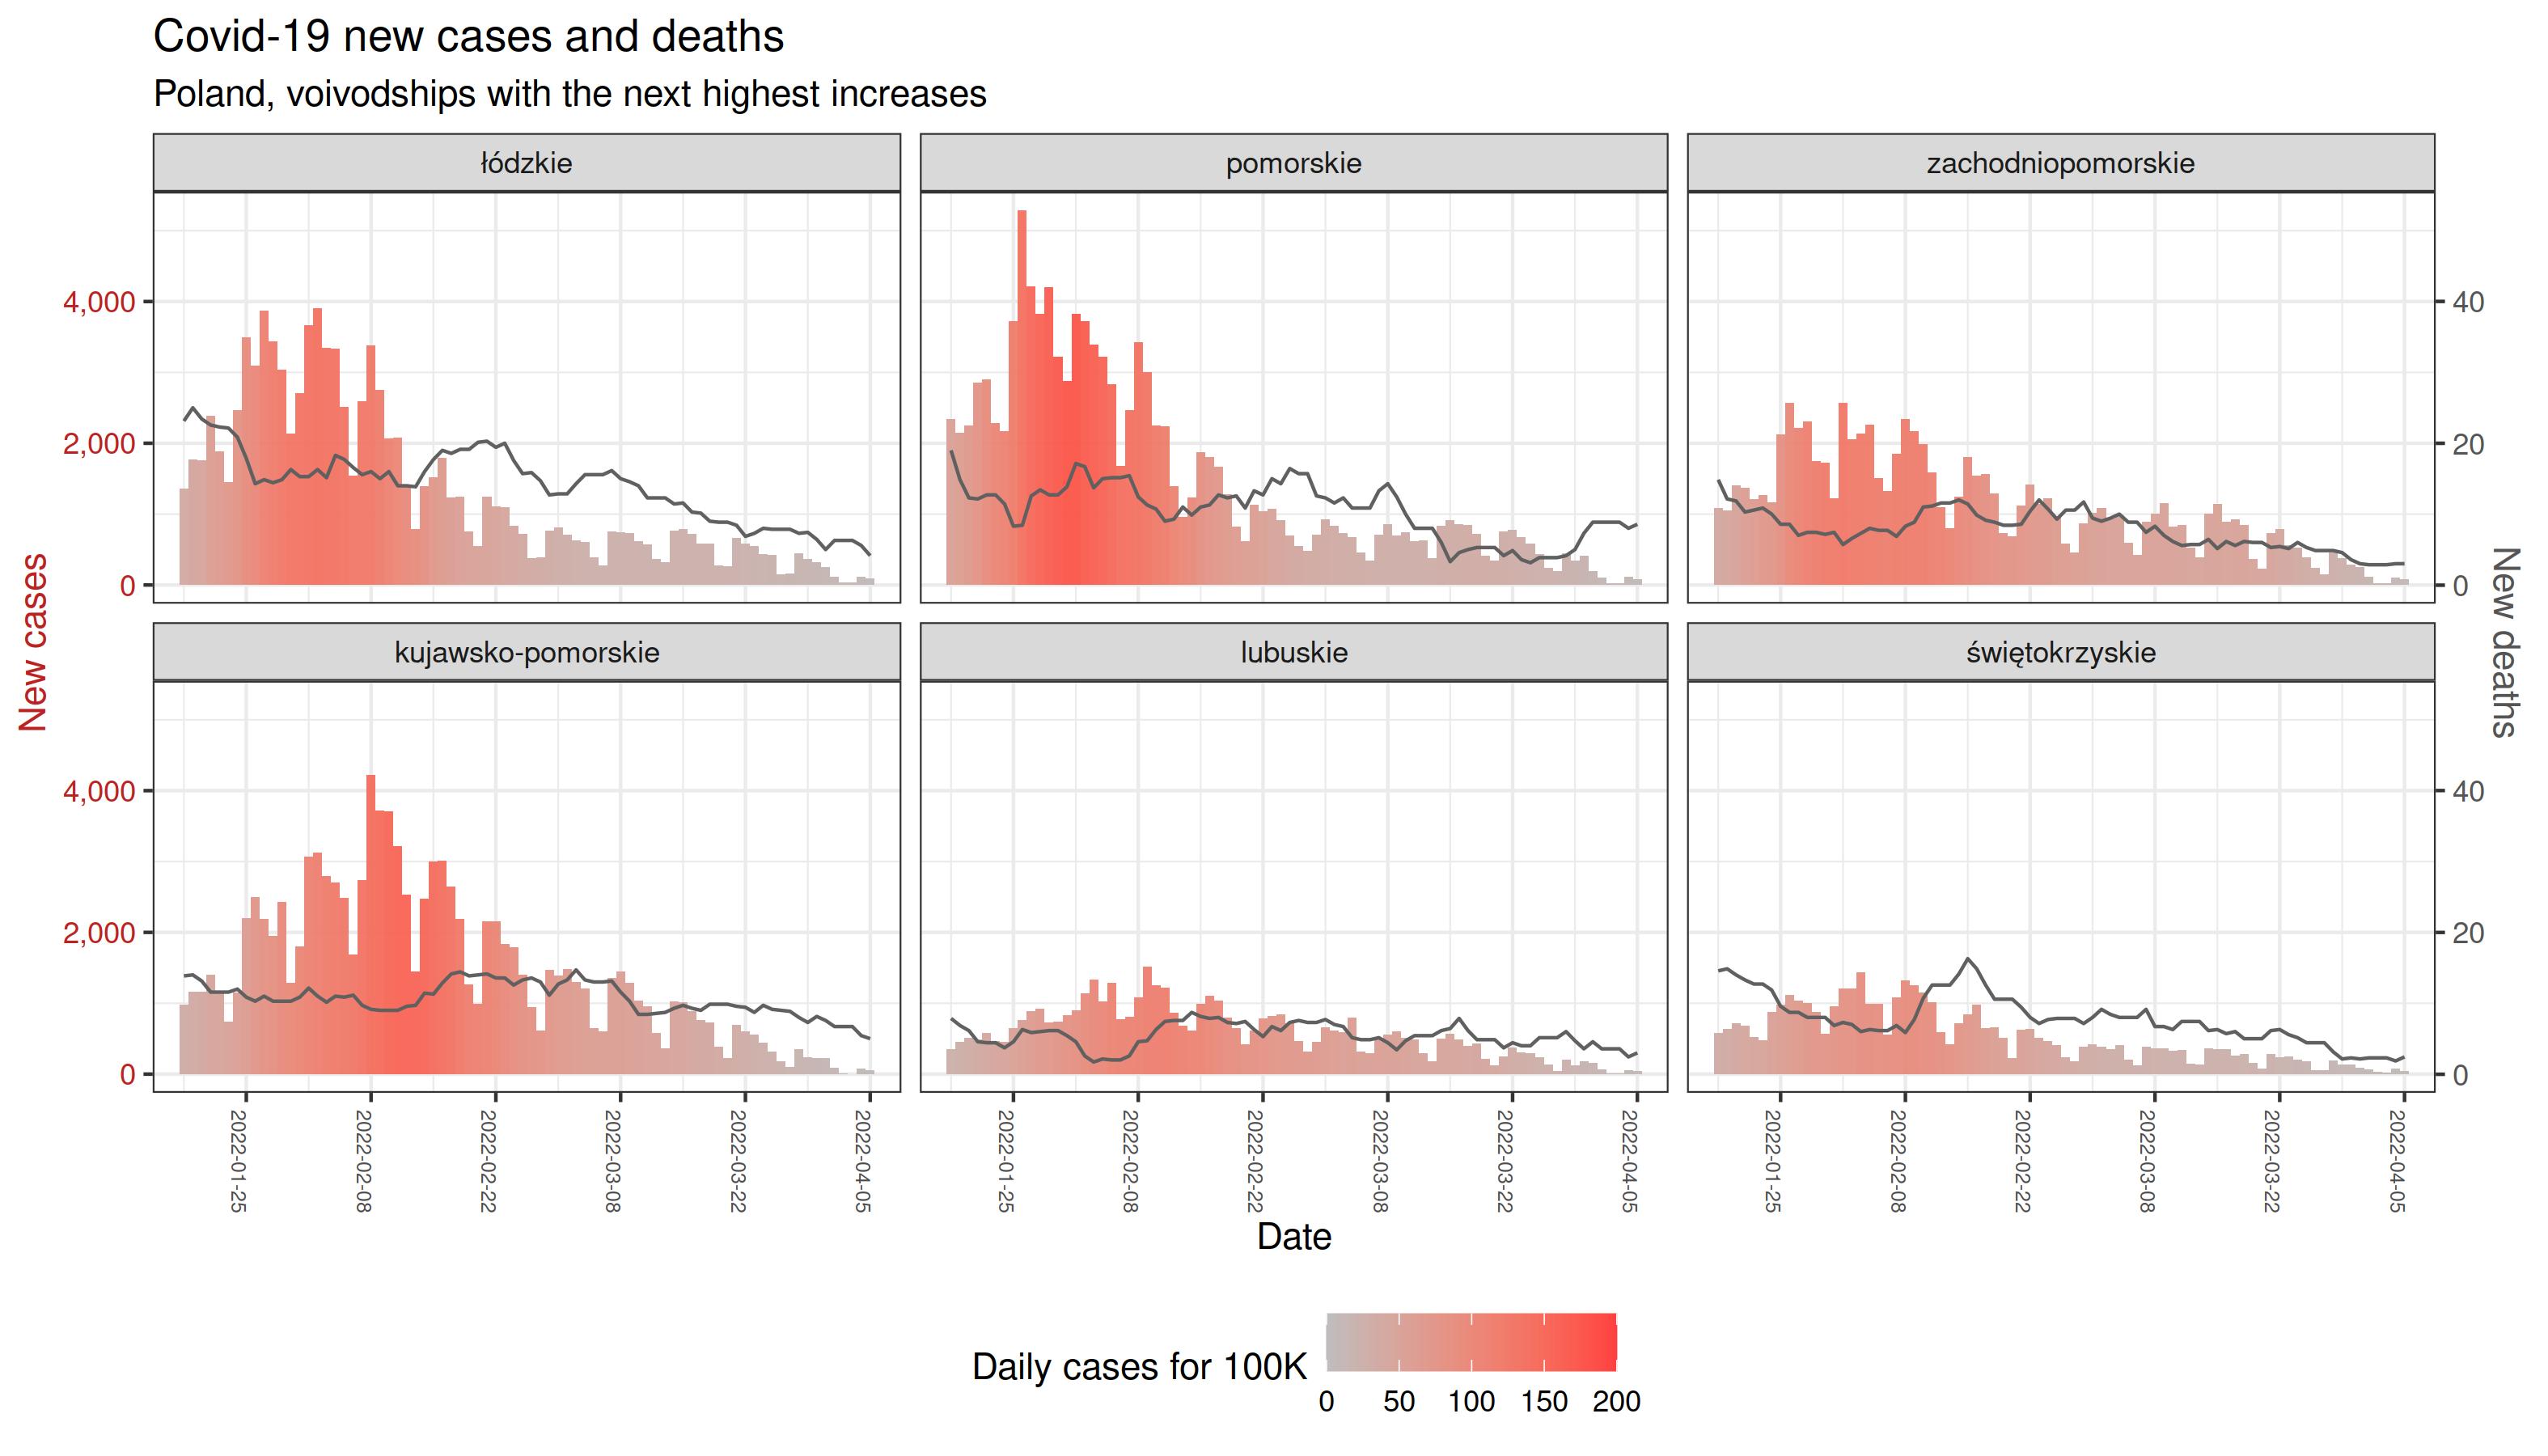 Covid-19 new cases and deaths
Poland, voivodships with the next highest increases
łódzkie
pomorskie
zachodniopomorskie
4,000
2,000
0
40
20
0
kujawsko-pomorskie
lubuskie
świętokrzyskie
4,000
2,000
0
40
20
0
New cases
New deaths
2022-01-25
2022-02-08
2022-02-22
2022-03-08
2022-03-22
2022-04-05
2022-01-25
2022-02-08
2022-02-22
2022-03-08
2022-03-22
2022-04-05
2022-01-25
2022-02-08
2022-02-22
2022-03-08
2022-03-22
2022-04-05
Date
Daily cases for 100K
0 50 100 150 200